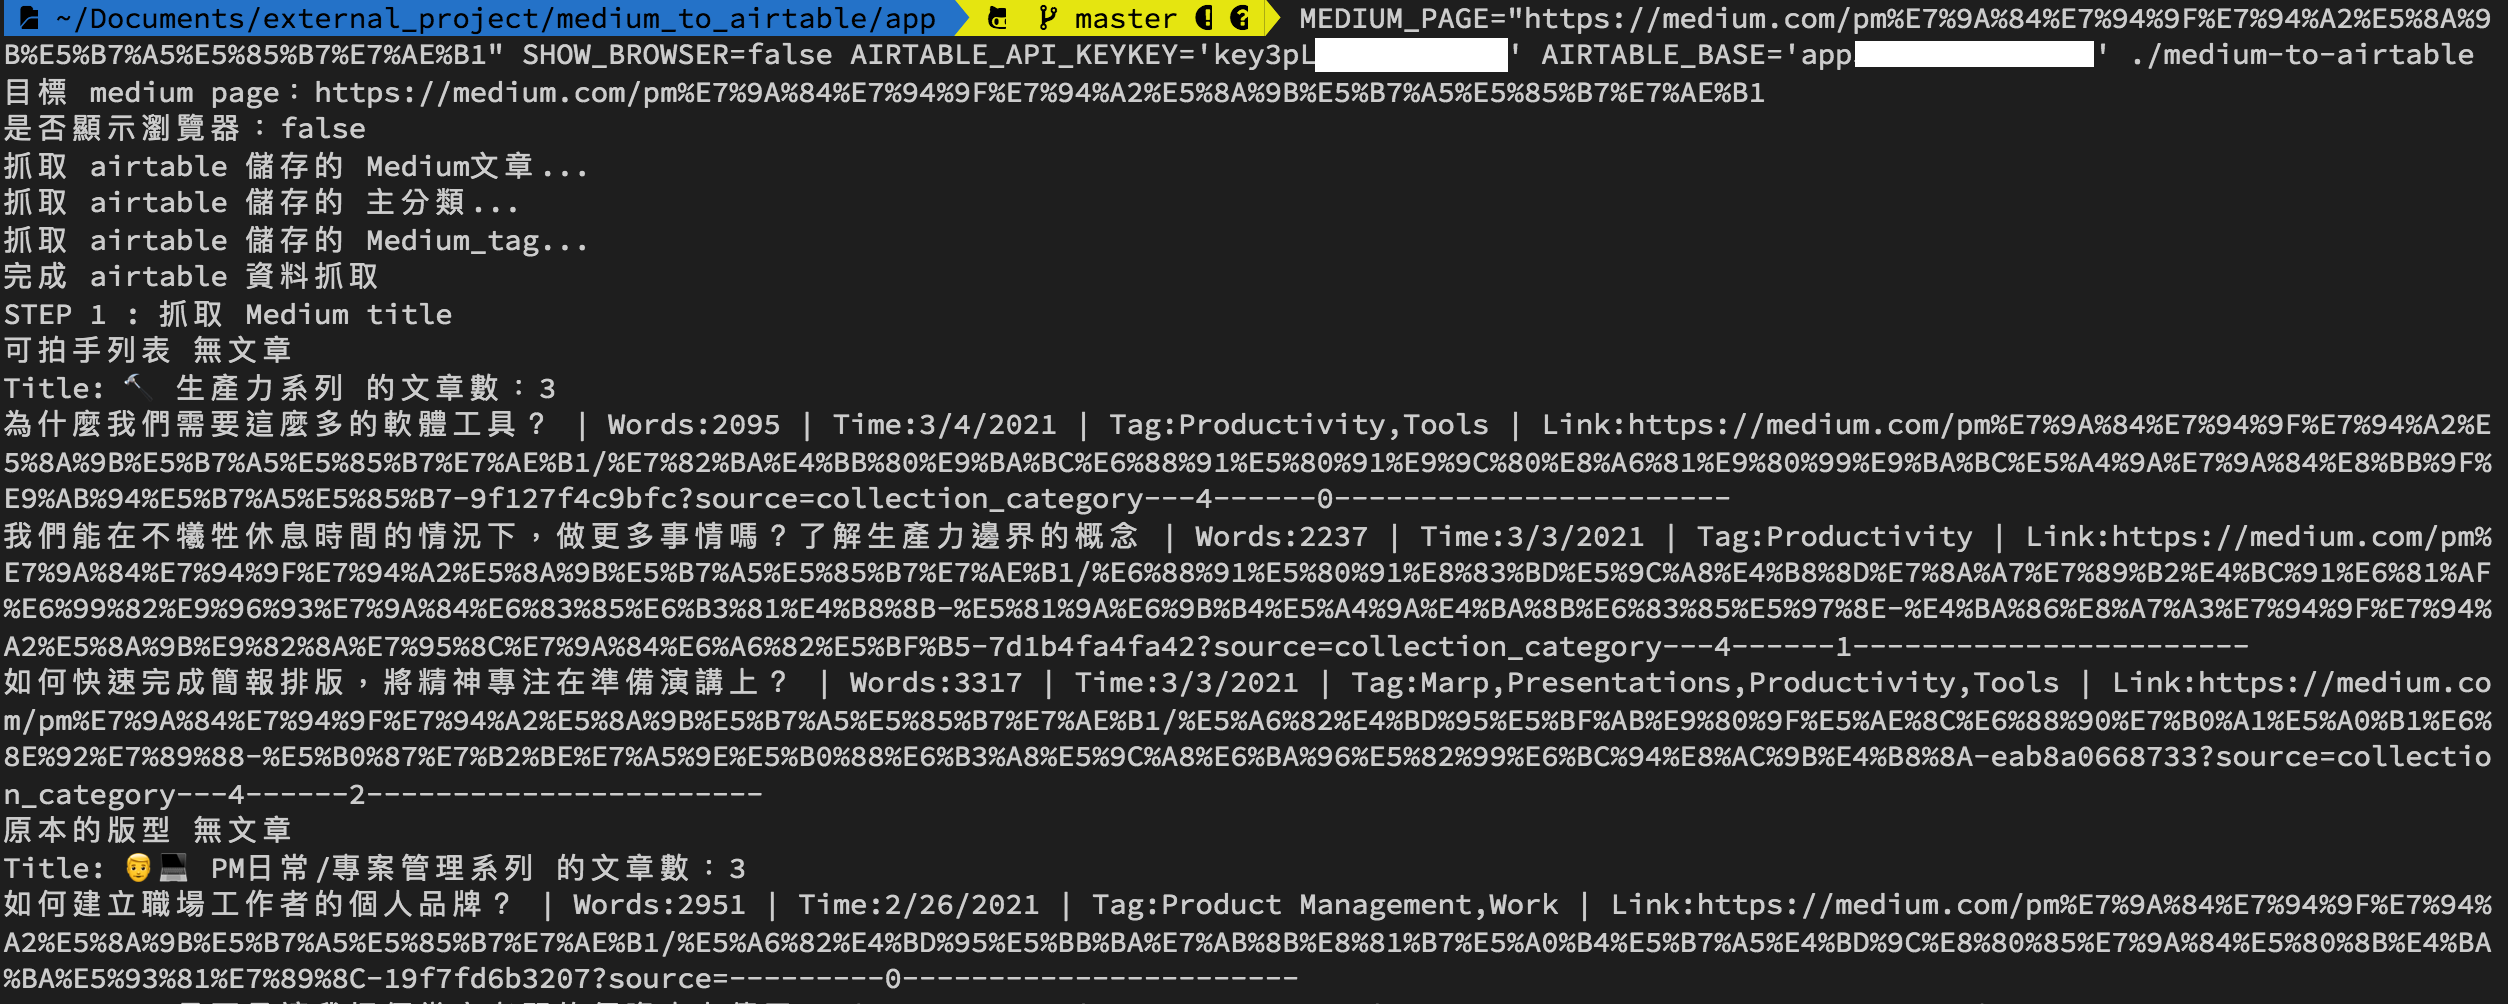 ~/Documents/external_project/medium_to_airtable/app master MEDIUM_PAGE="https://medium.com/pm%E7%9A%84%E7%94%9F%E7%94%A2%E5%8A%9
B%E5%B7%A5%E5%85%B7%E7%AE%B1" SHOW_BROWSER=false AIRTABLE_API_KEYKEY='key3pL ' AIRTABLE_BASE='app ' ./medium-to-airtable
目標 medium page：https://medium.com/pm%E7%9A%84%E7%94%9F%E7%94%A2%E5%8A%9B%E5%B7%A5%E5%85%B7%E7%AE%B1
是否顯示瀏覽器：false
抓取 airtable 儲存的 Medium文章...
抓取 airtable 儲存的 主分類...
抓取 airtable 儲存的 Medium_tag...
完成 airtable 資料抓取
STEP 1 : 抓取 Medium title
可拍手列表 無文章
Title: 🔨 生產力系列 的文章數：3
為什麼我們需要這麼多的軟體工具？ | Words:2095 | Time:3/4/2021 | Tag:Productivity,Tools | Link:https://medium.com/pm%E7%9A%84%E7%94%9F%E7%94%A2%E
5%8A%9B%E5%B7%A5%E5%85%B7%E7%AE%B1/%E7%82%BA%E4%BB%80%E9%BA%BC%E6%88%91%E5%80%91%E9%9C%80%E8%A6%81%E9%80%99%E9%BA%BC%E5%A4%9A%E7%9A%84%E8%BB%9F%
E9%AB%94%E5%B7%A5%E5%85%B7-9f127f4c9bfc?source=collection_category---4------0-----------------------
我們能在不犧牲休息時間的情況下，做更多事情嗎？了解生產力邊界的概念 | Words:2237 | Time:3/3/2021 | Tag:Productivity | Link:https://medium.com/pm%
E7%9A%84%E7%94%9F%E7%94%A2%E5%8A%9B%E5%B7%A5%E5%85%B7%E7%AE%B1/%E6%88%91%E5%80%91%E8%83%BD%E5%9C%A8%E4%B8%8D%E7%8A%A7%E7%89%B2%E4%BC%91%E6%81%AF
%E6%99%82%E9%96%93%E7%9A%84%E6%83%85%E6%B3%81%E4%B8%8B-%E5%81%9A%E6%9B%B4%E5%A4%9A%E4%BA%8B%E6%83%85%E5%97%8E-%E4%BA%86%E8%A7%A3%E7%94%9F%E7%94%
A2%E5%8A%9B%E9%82%8A%E7%95%8C%E7%9A%84%E6%A6%82%E5%BF%B5-7d1b4fa4fa42?source=collection_category---4------1-----------------------
如何快速完成簡報排版，將精神專注在準備演講上？ | Words:3317 | Time:3/3/2021 | Tag:Marp,Presentations,Productivity,Tools | Link:https://medium.co
m/pm%E7%9A%84%E7%94%9F%E7%94%A2%E5%8A%9B%E5%B7%A5%E5%85%B7%E7%AE%B1/%E5%A6%82%E4%BD%95%E5%BF%AB%E9%80%9F%E5%AE%8C%E6%88%90%E7%B0%A1%E5%A0%B1%E6%
8E%92%E7%89%88-%E5%B0%87%E7%B2%BE%E7%A5%9E%E5%B0%88%E6%B3%A8%E5%9C%A8%E6%BA%96%E5%82%99%E6%BC%94%E8%AC%9B%E4%B8%8A-eab8a0668733?source=collectio
n_category---4------2-----------------------
原本的版型 無文章
Title: 👨‍💻 PM日常/專案管理系列 的文章數：3
如何建立職場工作者的個人品牌？ | Words:2951 | Time:2/26/2021 | Tag:Product Management,Work | Link:https://medium.com/pm%E7%9A%84%E7%94%9F%E7%94%
A2%E5%8A%9B%E5%B7%A5%E5%85%B7%E7%AE%B1/%E5%A6%82%E4%BD%95%E5%BB%BA%E7%AB%8B%E8%81%B7%E5%A0%B4%E5%B7%A5%E4%BD%9C%E8%80%85%E7%9A%84%E5%80%8B%E4%BA
%BA%E5%93%81%E7%89%8C-19f7fd6b3207?source=---------0-----------------------